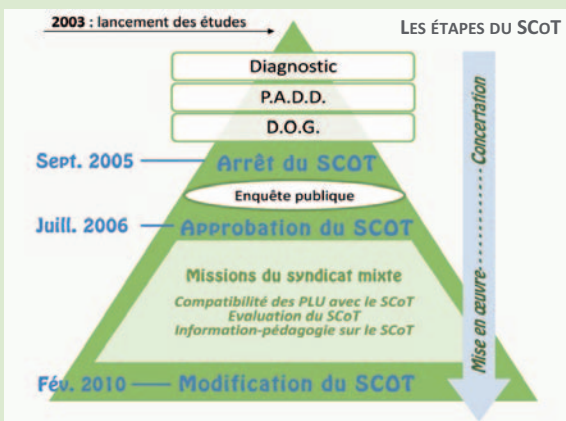 2003 : lancement des études
LES ÉTAPES DU SCOT
Diagnostic
P.A.D.D.
D.O.G.
Sept. 2005
Arrêt du SCOT
Enquête publique
Juill. 2006
Approbation du SCOT
Missions du syndicat mixte
Compatibilité des PLU avec le SCoT
Evaluation du SCoT
Information-pédagogie sur le SCoT
Fév. 2010
Modification du SCOT
Concertation
Mise en œuvre